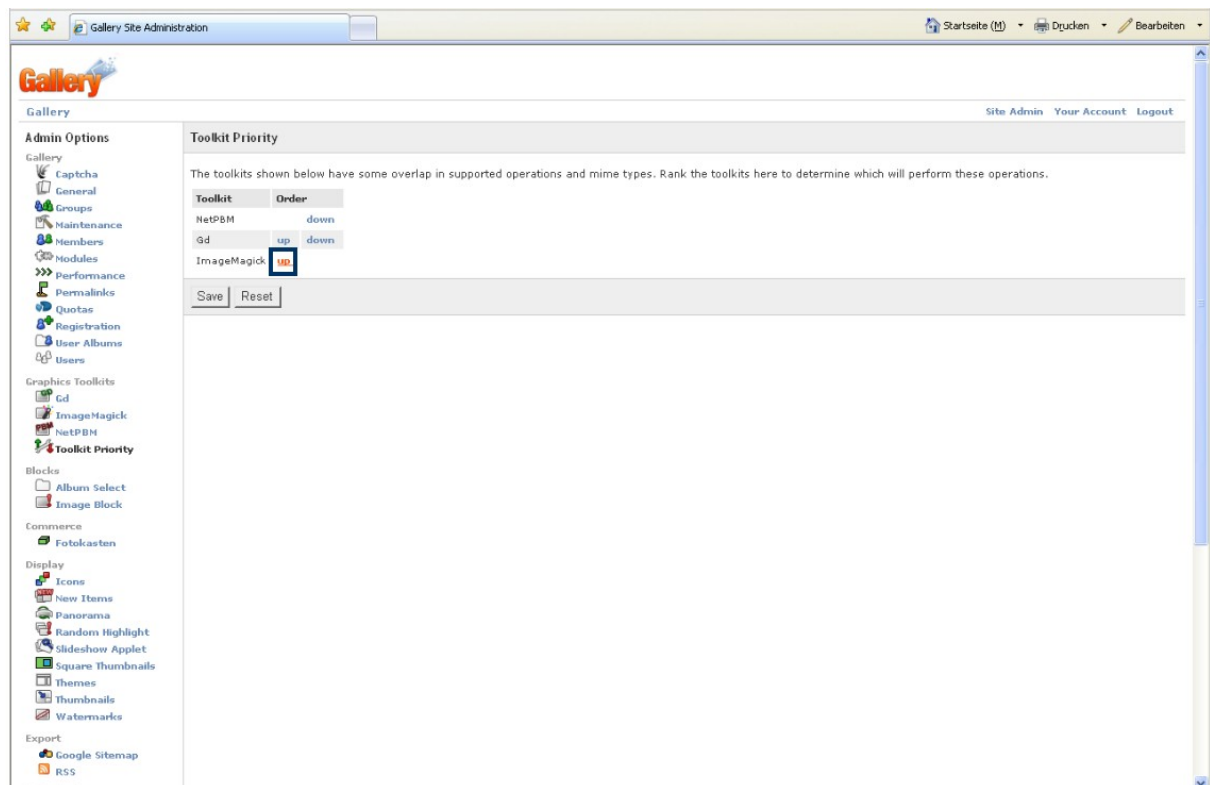 Gallery Site Administration
Startseite (M)
Drucken
Bearbeiten
Gallery
Gallery
Site Admin Your Account Logout
Admin Options
Gallery
Captcha
General
Groups
Maintenance
Members
Modules
Performance
Permalinks
Quotas
Registration
User Albums
Users
Graphics Toolkits
Gd
ImageMagick
PBM NetPBM
Toolkit Priority
Blocks
Album Select
Image Block
Commerce
Fotokasten
Display
Icons
New Items
Panorama
Random Highlight
Slideshow Applet
Square Thumbnails
Themes
Thumbnails
Watermarks
Export
Google Sitemap
RSS
Toolkit Priority
The toolkits shown below have some overlap in supported operations and mime types. Rank the toolkits here to determine which will perform these operations.
Toolkit Order
NetPBM down
Gd up down
ImageMagick up
Save Reset